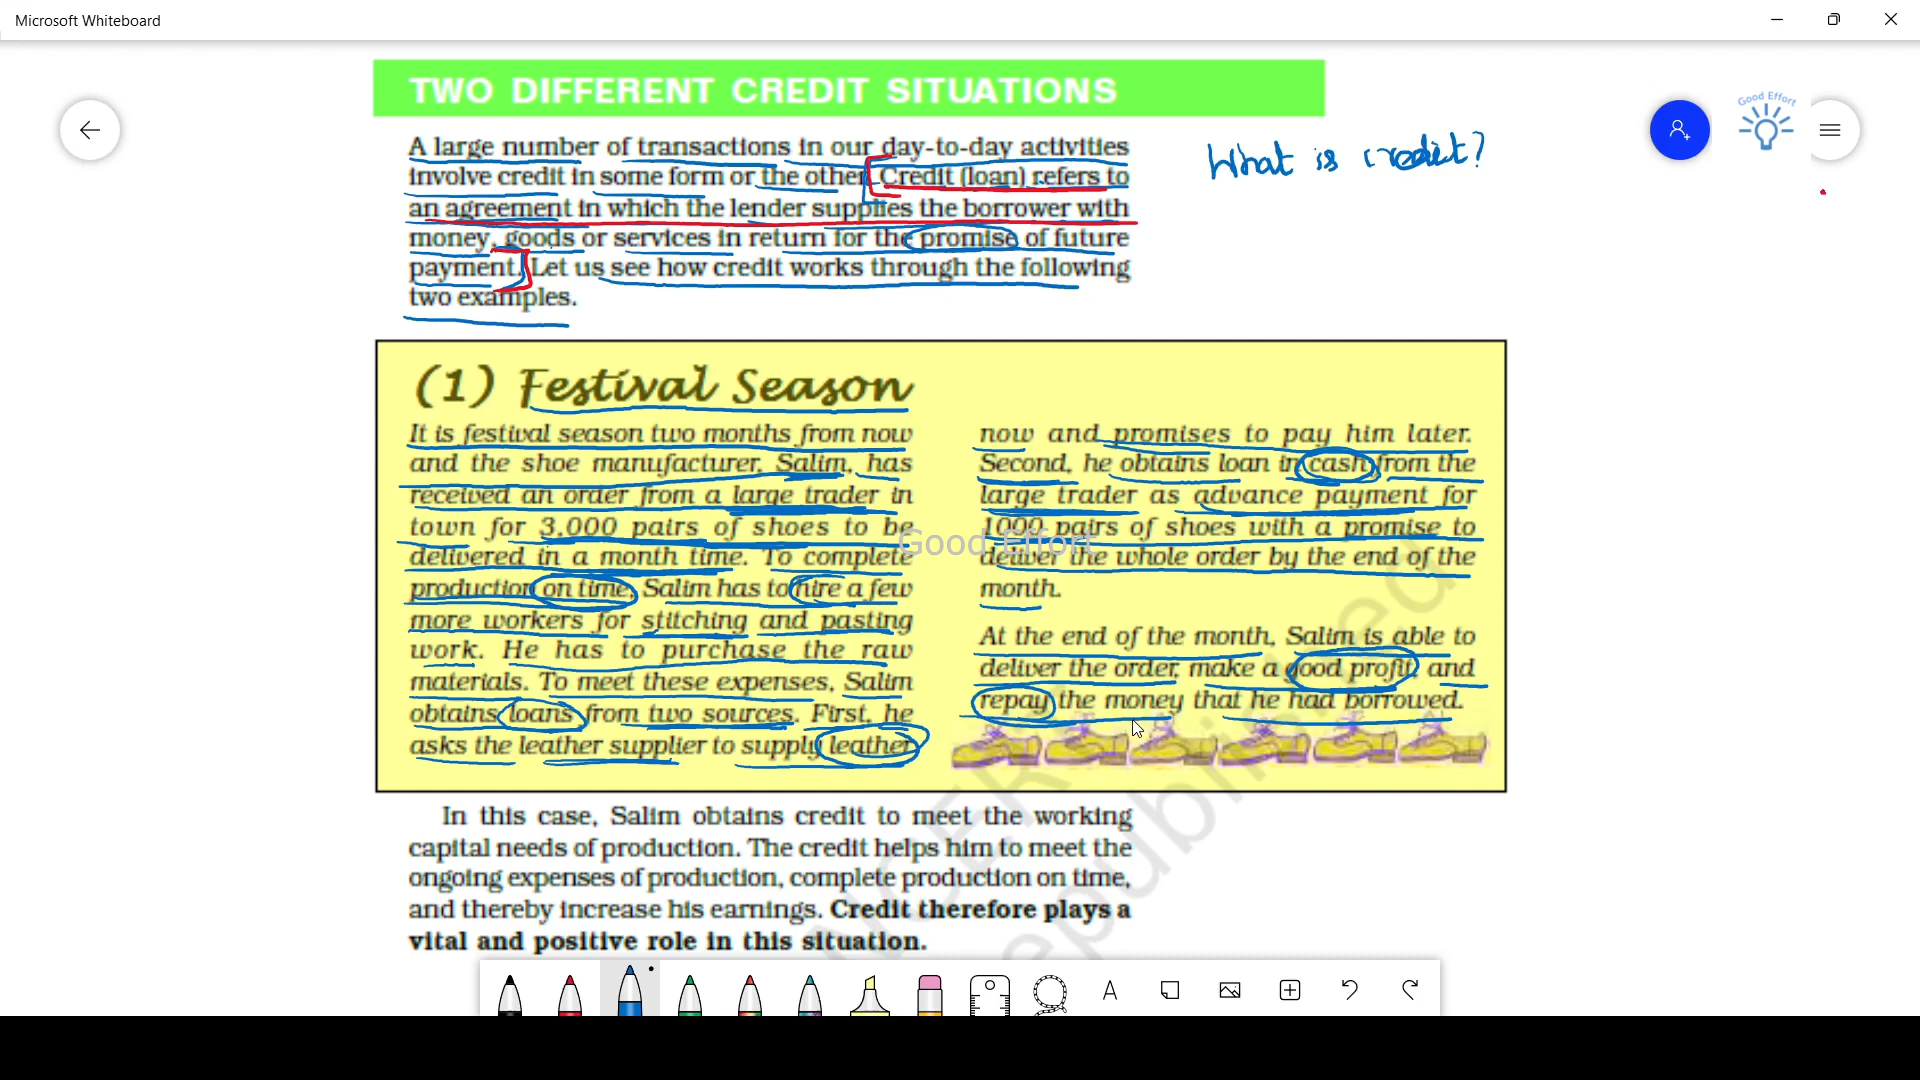 Microsoft Whiteboard
TWO DIFFERENT CREDIT SITUATIONS
A large number of transactions in our day-to-day activities
involve credit in some form or the other. Credit (loan) refers to
an agreement in which the lender supplies the borrower with
money, goods or services in return for the promise of future
payment. Let us see how credit works through the following
two examples.
What is credit?
Good Effort
(1) Festival Season
It is festival season two months from now
and the shoe manufacturer, Salim, has
received an order from a large trader in
town for 3,000 pairs of shoes to be
delivered in a month time. To complete
production on time, Salim has to hire a few
more workers for stitching and pasting
work. He has to purchase the raw
materials. To meet these expenses, Salim
obtains loans from two sources. First, he
asks the leather supplier to supply leather
now and promises to pay him later.
Second, he obtains loan in cash from the
large trader as advance payment for
1000 pairs of shoes with a promise to
deliver the whole order by the end of the
month.
At the end of the month, Salim is able to
deliver the order, make a good profit, and
repay the money that he had borrowed.
Good Effort
In this case, Salim obtains credit to meet the working
capital needs of production. The credit helps him to meet the
ongoing expenses of production, complete production on time,
and thereby increase his earnings. Credit therefore plays a
vital and positive role in this situation.